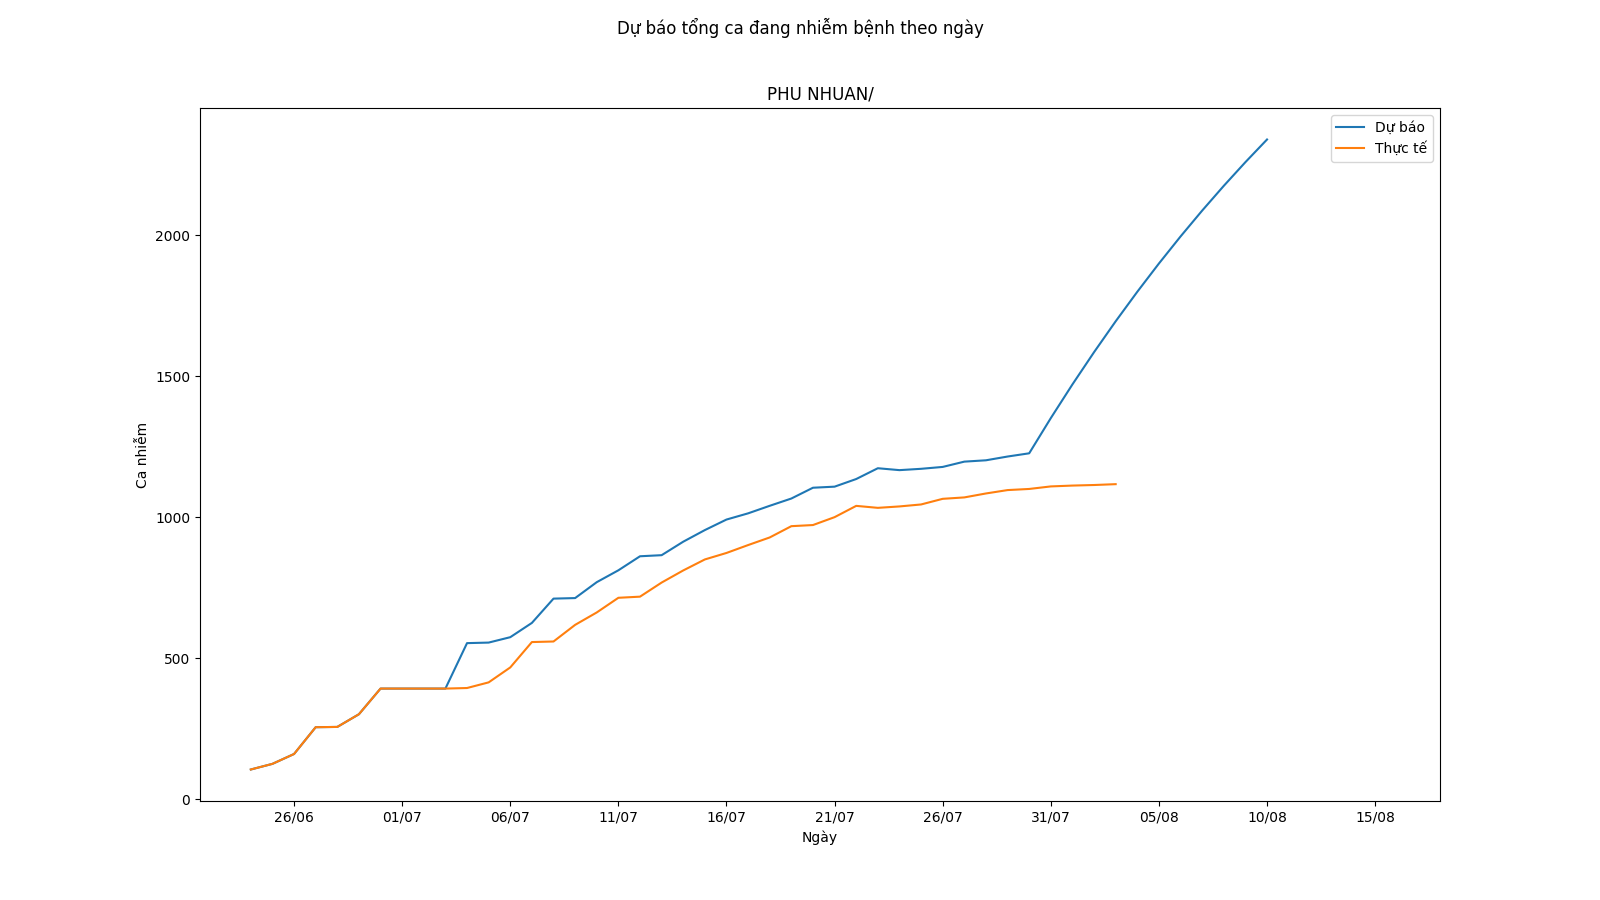 Dự báo tổng ca đang nhiễm bệnh theo ngày
PHU NHUAN/
Dự báo
Thực tế
Ca nhiễm
2000
1500
1000
500
0
26/06 01/07 06/07 11/07 16/07 21/07 26/07 31/07 05/08 10/08 15/08
Ngày